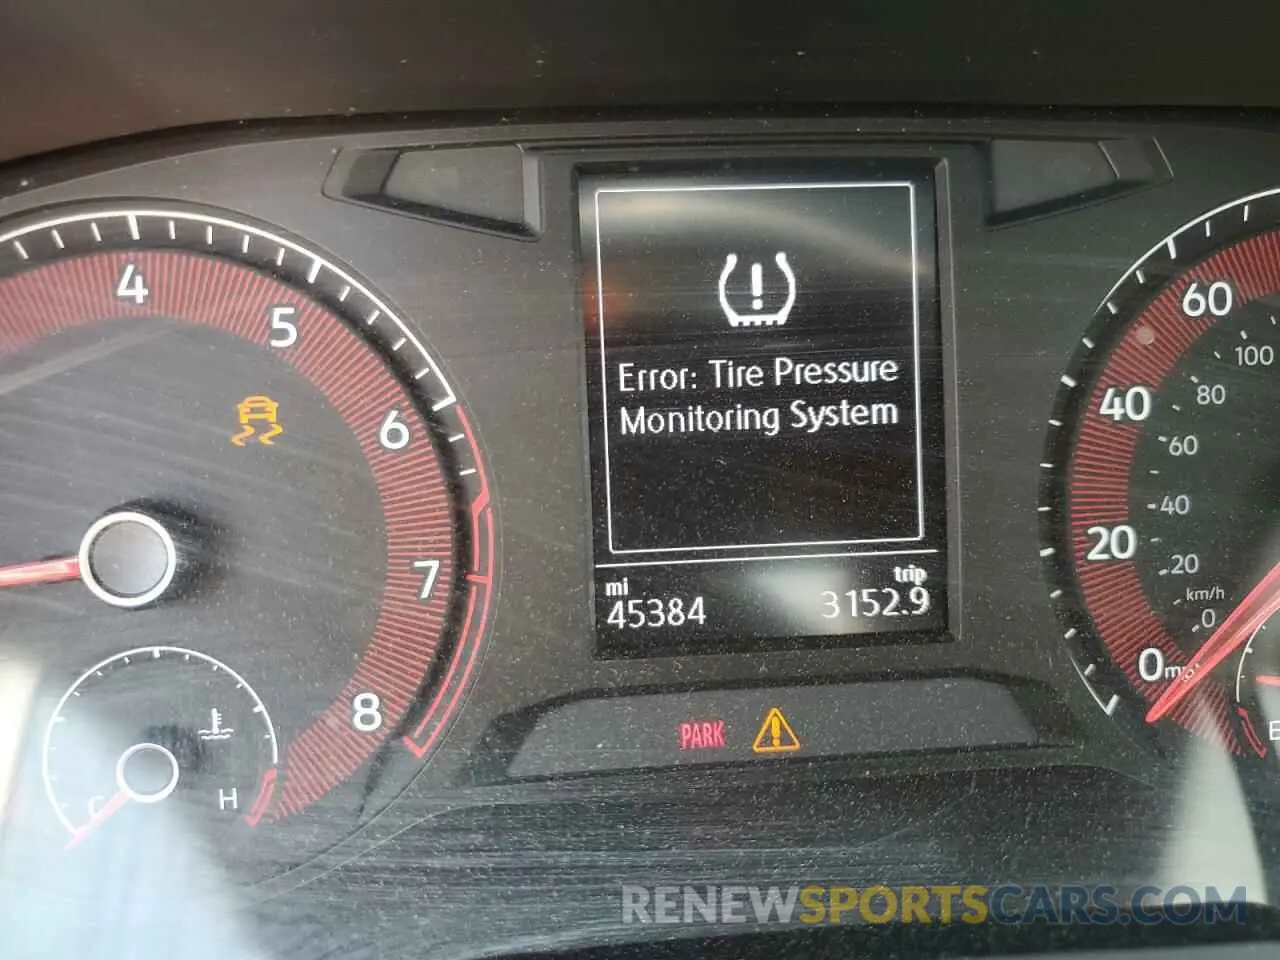 4
5
6
7
8
C
H
Error: Tire Pressure
Monitoring System
mi
trip
45384
3152.9
PARK
60
40
20
0
100
80
60
40
20
km/h
0
E
RENEWSPORTSCARS.COM